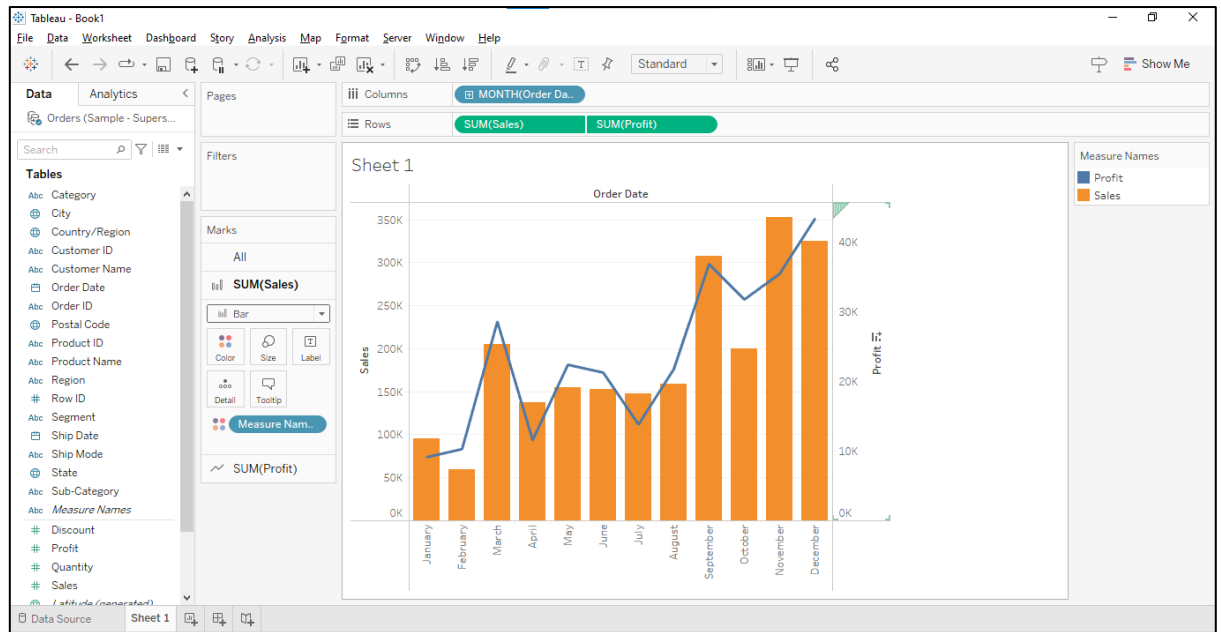 Tableau - Book1
File Data Worksheet Dashboard Story Analysis Map Format Server Window Help
Standard
Show Me
Data Analytics
Orders (Sample - Supers...
Search
Tables
Abc Category
City
Country/Region
Abc Customer ID
Abc Customer Name
Order Date
Abc Order ID
Postal Code
Abc Product ID
Abc Product Name
Abc Region
# Row ID
Abc Segment
Ship Date
Abc Ship Mode
State
Abc Sub-Category
Abc Measure Names
# Discount
# Profit
# Quantity
# Sales
Latitude (generated)
Pages
Filters
Marks
All
SUM(Sales)
Bar
Color Size Label
Detail Tooltip
Measure Nam..
SUM(Profit)
iii Columns
MONTH(Order Da..
Rows
SUM(Sales) SUM(Profit)
Sheet 1
Order Date
Sales
350K
300K
250K
200K
150K
100K
50K
0K
January
February
March
April
May
June
July
August
September
October
November
December
40K
30K
20K
10K
0K
Profit
Measure Names
Profit
Sales
Data Source Sheet 1